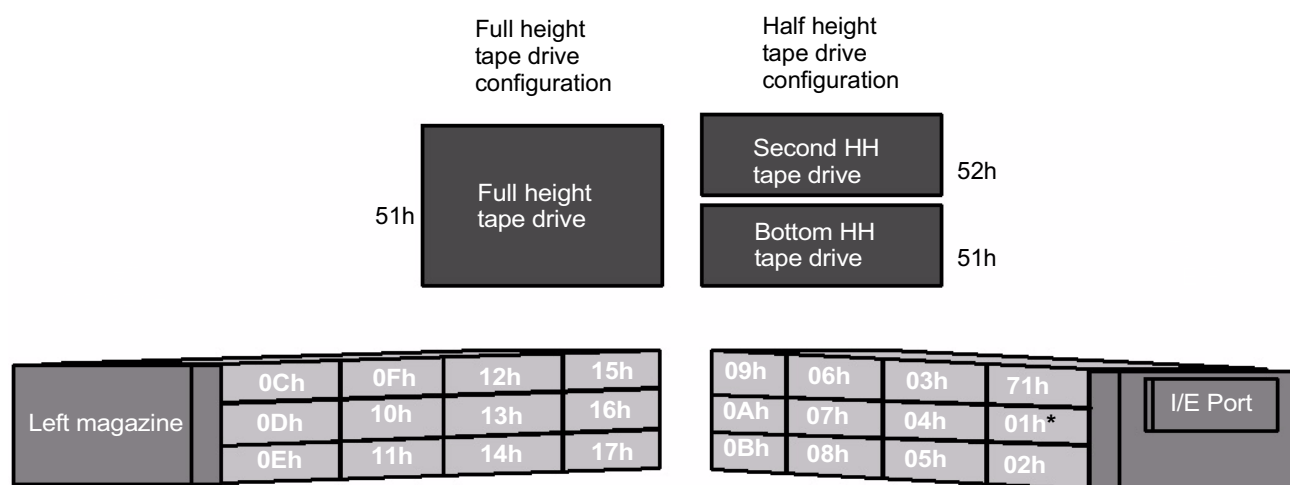 Full height
tape drive
configuration
Half height
tape drive
configuration
51h
Full height
tape drive
Second HH
tape drive
52h
Bottom HH
tape drive
51h
Left magazine
0Ch 0Fh 12h 15h
0Dh 10h 13h 16h
0Eh 11h 14h 17h
09h 06h 03h 71h
0Ah 07h 04h 01h*
0Bh 08h 05h 02h
I/E Port